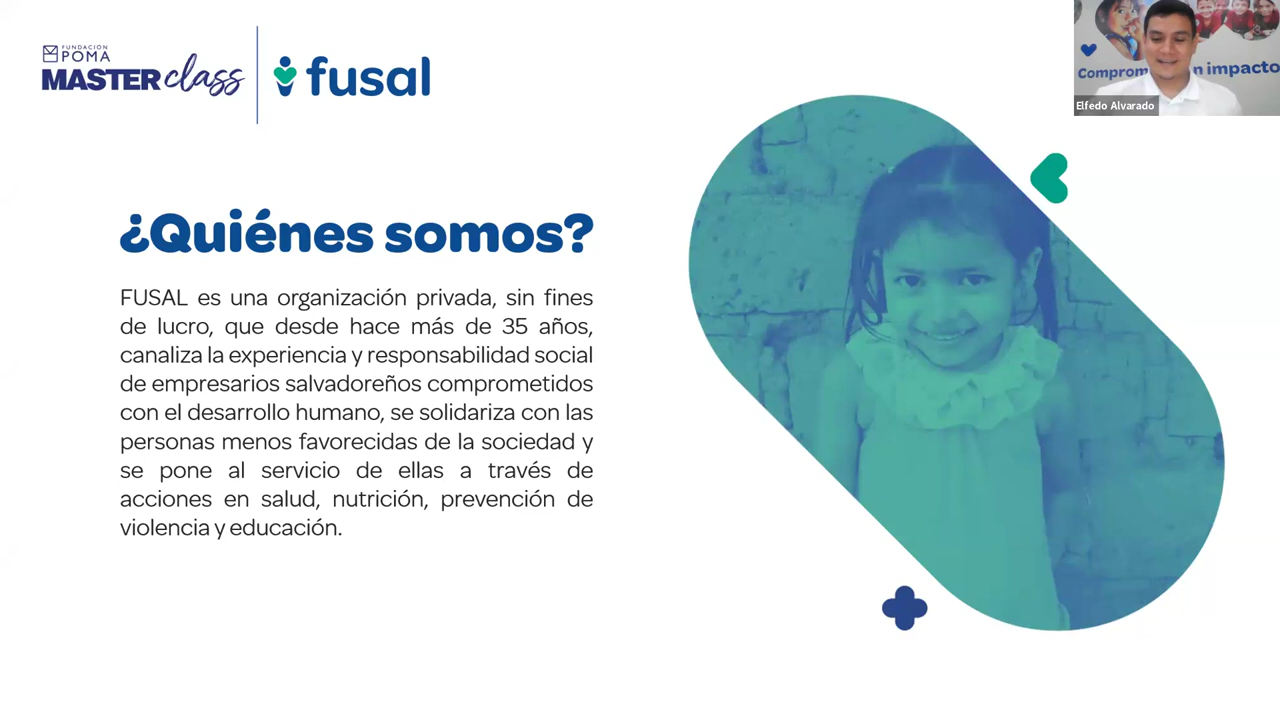 FUNDACIÓN
POMA
MASTER class
fusal
Elfedo Alvarado
¿Quiénes somos?
FUSAL es una organización privada, sin fines
de lucro, que desde hace más de 35 años,
canaliza la experiencia y responsabilidad social
de empresarios salvadoreños comprometidos
con el desarrollo humano, se solidariza con las
personas menos favorecidas de la sociedad y
se pone al servicio de ellas a través de
acciones en salud, nutrición, prevención de
violencia y educación.